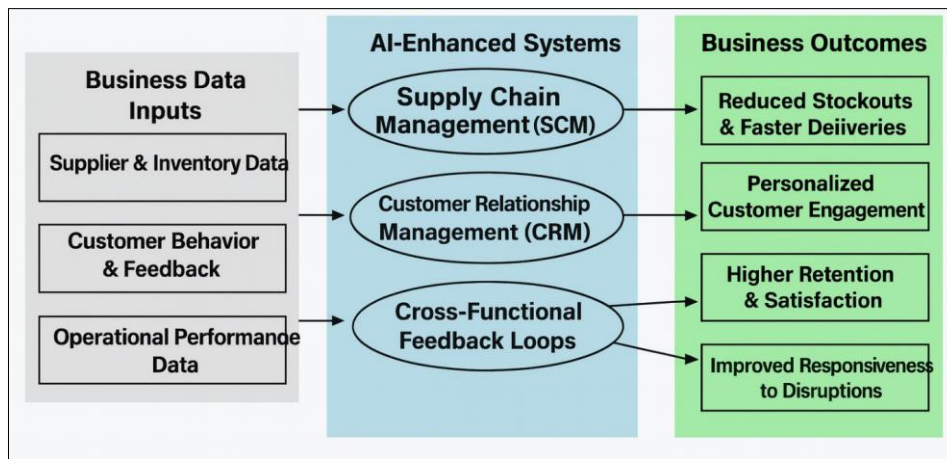 Business Data
Inputs
Supplier & Inventory Data
Customer Behavior
& Feedback
Operational Performance
Data
AI-Enhanced Systems
Supply Chain
Management (SCM)
Customer Relationship
Management (CRM)
Cross-Functional
Feedback Loops
Business Outcomes
Reduced Stockouts
& Faster Deiiveries
Personalized
Customer Engagement
Higher Retention
& Satisfaction
Improved Responsiveness
to Disruptions